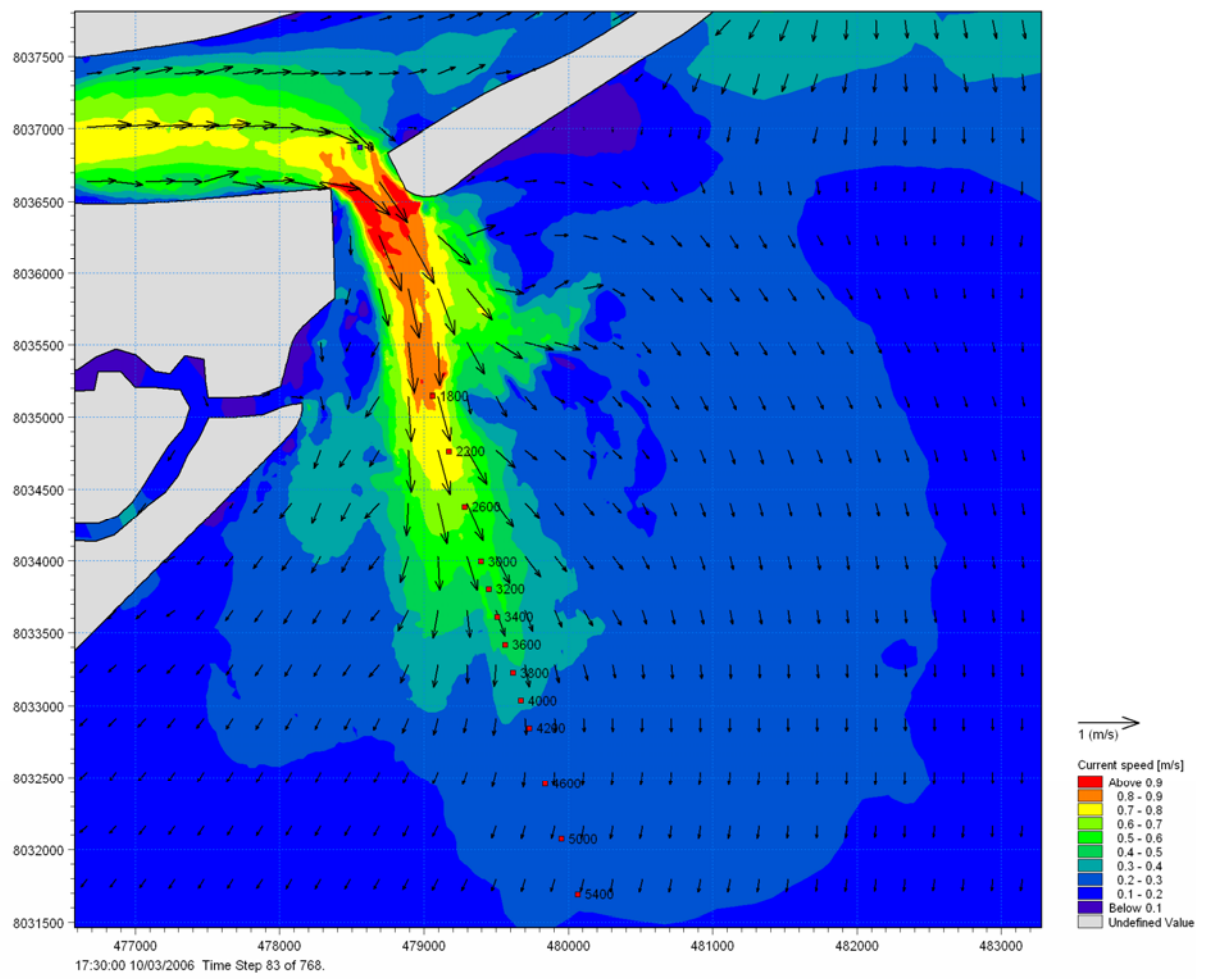 8037500
8037000
8036500
8036000
8035500
8035000
8034500
8034000
8033500
8033000
8032500
8032000
8031500
1800
2200
2600
3000
3200
3400
3600
3800
4000
4200
4600
5000
5400
477000 478000 479000 480000 481000 482000 483000
17:30:00 10/03/2006 Time Step 83 of 768.
1 (m/s)
Current speed [m/s]
Above 0.9
0.8 - 0.9
0.7 - 0.8
0.6 - 0.7
0.5 - 0.6
0.4 - 0.5
0.3 - 0.4
0.2 - 0.3
0.1 - 0.2
Below 0.1
Undefined Value